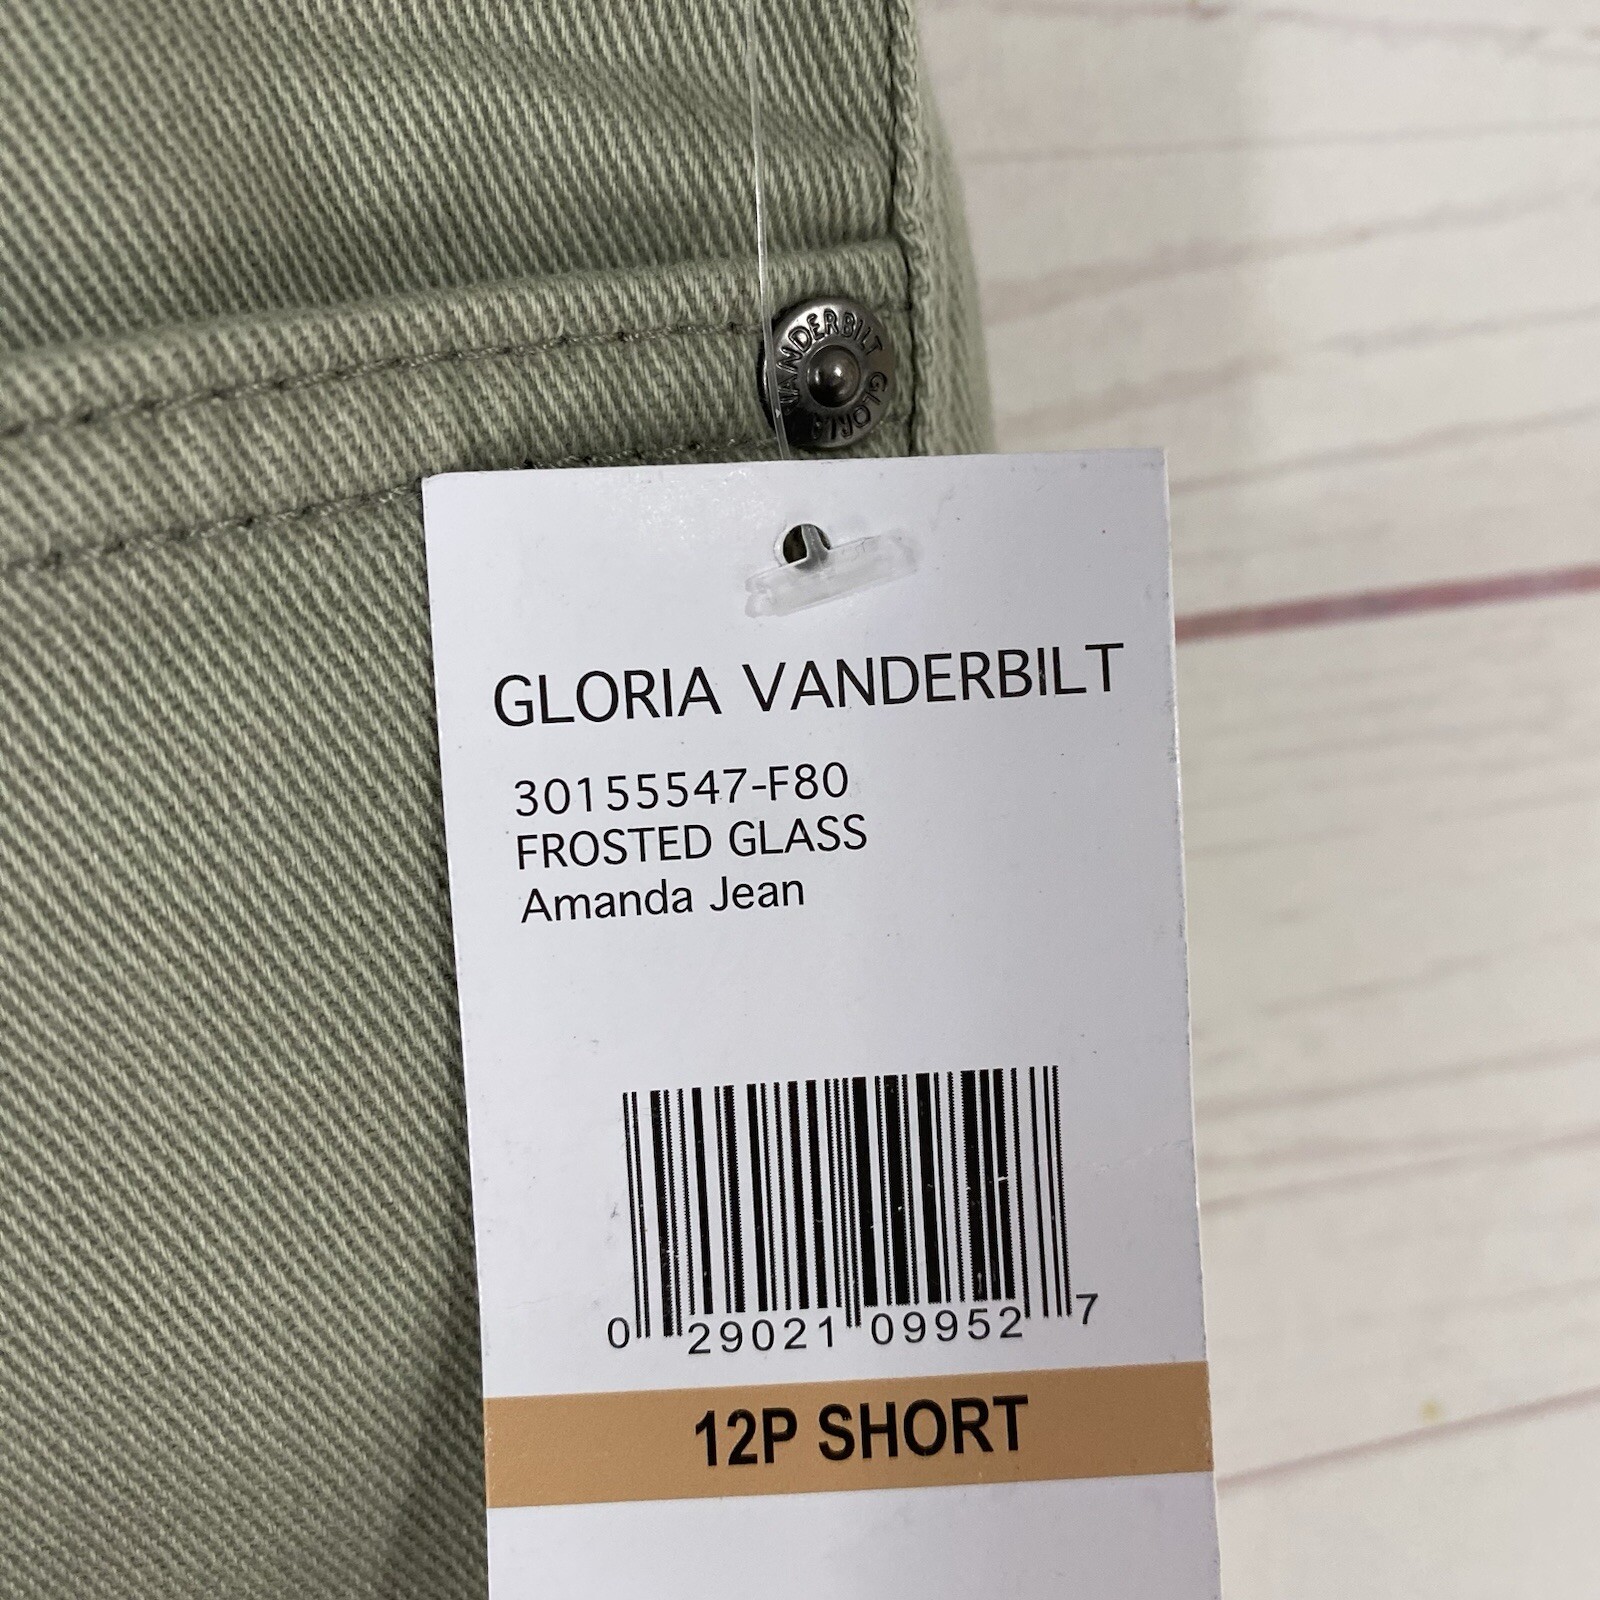 VANDERBILT GLORIA
GLORIA VANDERBILT
30155547-F80
FROSTED GLASS
Amanda Jean
0 29021 09952 7
12P SHORT